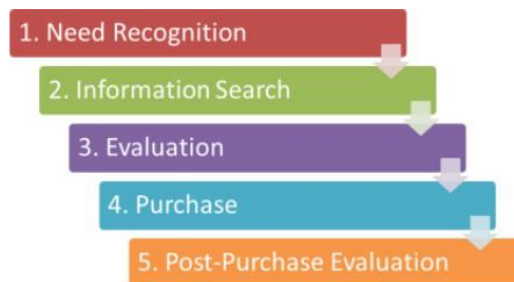 1. Need Recognition
2. Information Search
3. Evaluation
4. Purchase
5. Post-Purchase Evaluation